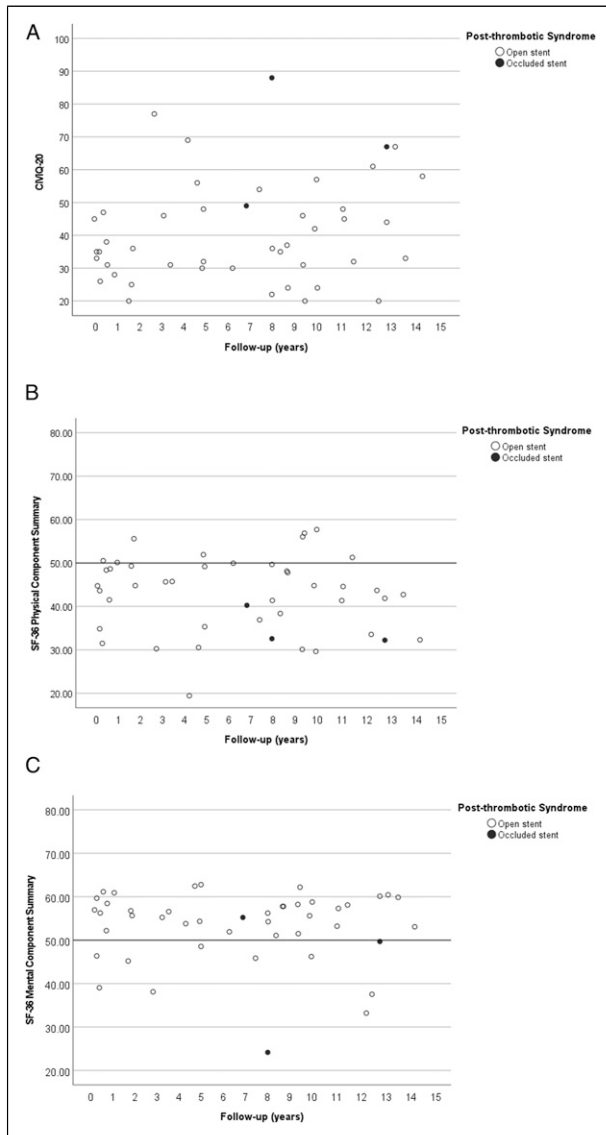 A
Post-thrombotic Syndrome
Open stent
Occluded stent
100
90
80
70
60
50
40
30
20
CIVIQ-20
0 1 2 3 4 5 6 7 8 9 10 11 12 13 14 15
Follow-up (years)
B
Post-thrombotic Syndrome
Open stent
Occluded stent
80.00
70.00
60.00
50.00
40.00
30.00
20.00
SF-36 Physical Component Summary
0 1 2 3 4 5 6 7 8 9 10 11 12 13 14 15
Follow-up (years)
C
Post-thrombotic Syndrome
Open stent
Occluded stent
80.00
70.00
60.00
50.00
40.00
30.00
20.00
SF-36 Mental Component Summary
0 1 2 3 4 5 6 7 8 9 10 11 12 13 14 15
Follow-up (years)